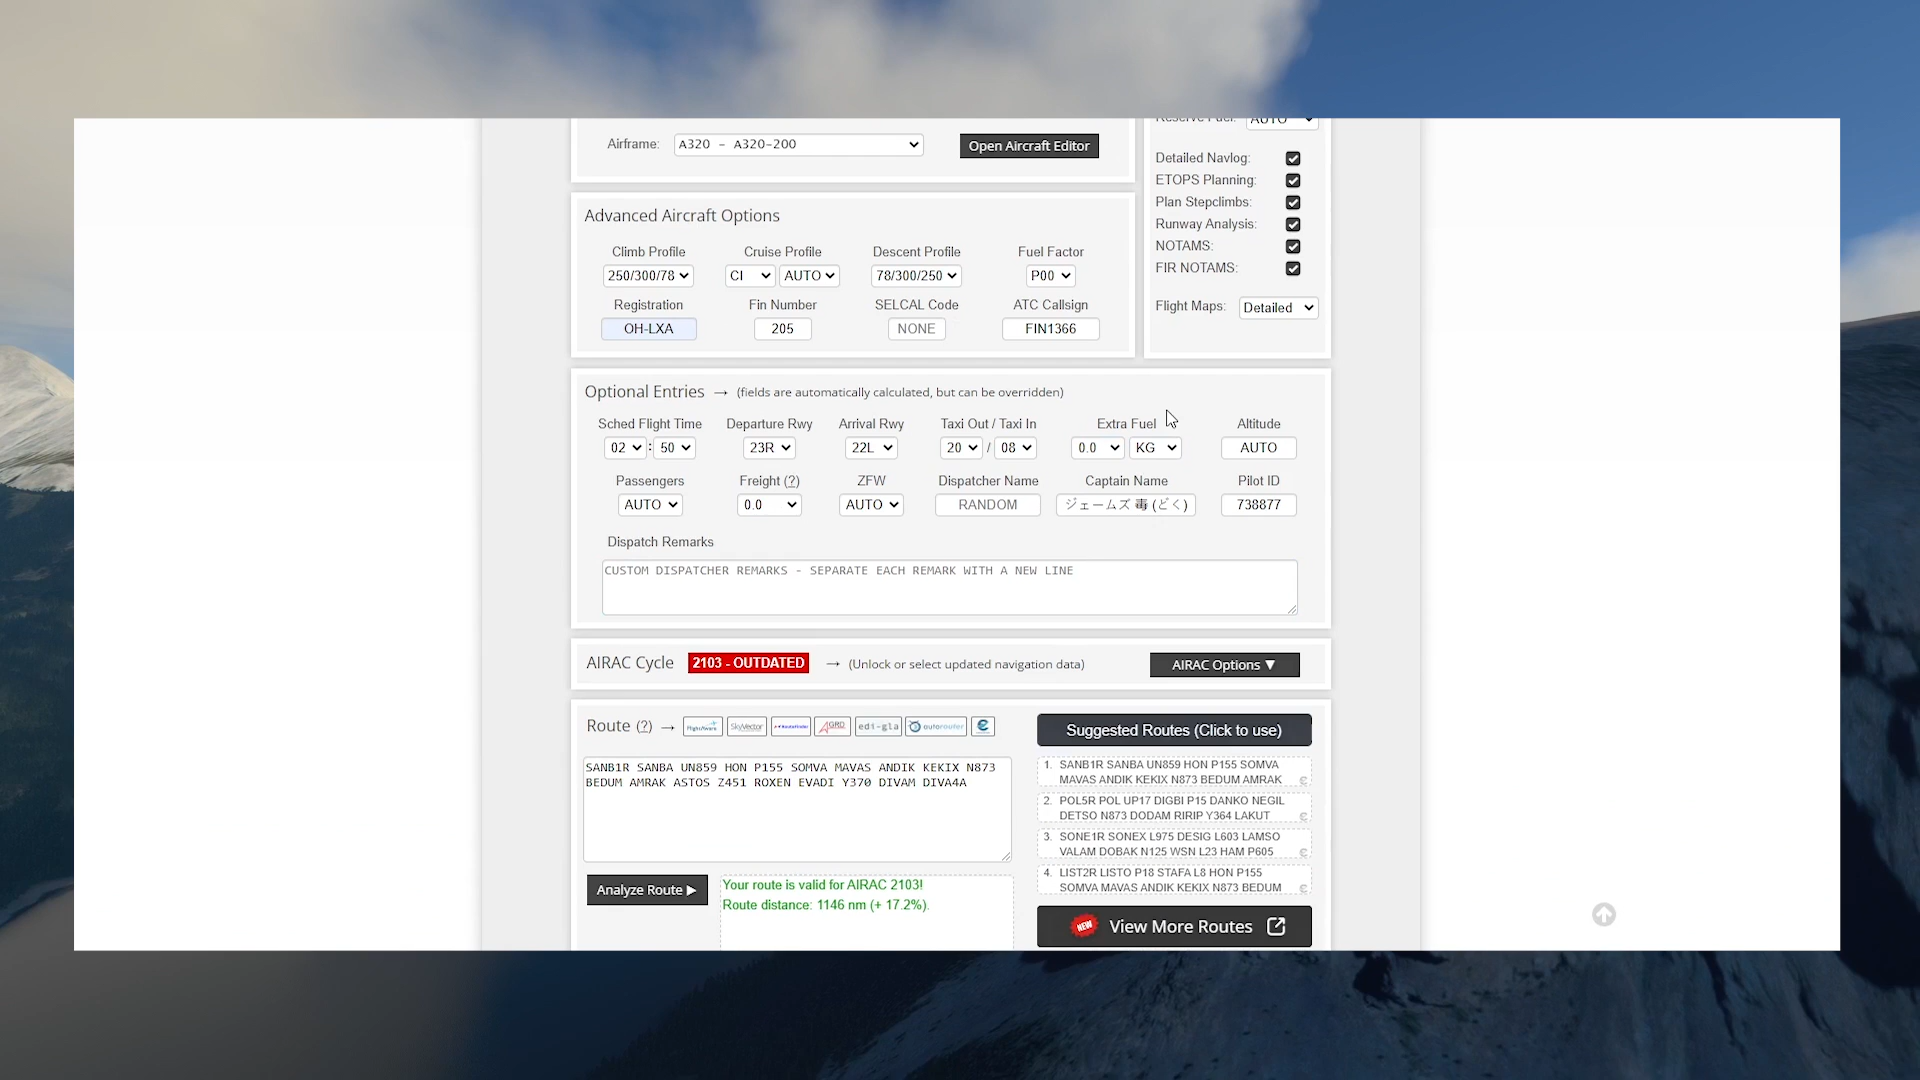 Reserve Fuel: AUTO
Airframe: A320 - A320-200 Open Aircraft Editor
Detailed Navlog:
ETOPS Planning:
Plan Stepclimbs:
Runway Analysis:
NOTAMS:
FIR NOTAMS:
Flight Maps: Detailed
Advanced Aircraft Options
Climb Profile Cruise Profile Descent Profile Fuel Factor
250/300/78 CI AUTO 78/300/250 P00
Registration Fin Number SELCAL Code ATC Callsign
OH-LXA 205 NONE FIN1366
Optional Entries → (fields are automatically calculated, but can be overridden)
Sched Flight Time Departure Rwy Arrival Rwy Taxi Out / Taxi In Extra Fuel Altitude
02 : 50 23R 22L 20 / 08 0.0 KG AUTO
Passengers Freight (?) ZFW Dispatcher Name Captain Name Pilot ID
AUTO 0.0 AUTO RANDOM ジェームズ 毒 (どく) 738877
Dispatch Remarks
CUSTOM DISPATCHER REMARKS - SEPARATE EACH REMARK WITH A NEW LINE
AIRAC Cycle 2103 - OUTDATED → (Unlock or select updated navigation data) AIRAC Options ▼
Route (?) → FlightAware SkyVector GRD edi-gla autorouter
SANB1R SANBA UN859 HON P155 SOMVA MAVAS ANDIK KEKIX N873
BEDUM AMRAK ASTOS Z451 ROXEN EVADI Y370 DIVAM DIVA4A
Analyze Route ▶
Your route is valid for AIRAC 2103!
Route distance: 1146 nm (+ 17.2%).
Suggested Routes (Click to use)
1. SANB1R SANBA UN859 HON P155 SOMVA
MAVAS ANDIK KEKIX N873 BEDUM AMRAK
2. POL5R POL UP17 DIGBI P15 DANKO NEGIL
DETSO N873 DODAM RIRIP Y364 LAKUT
3. SONE1R SONEX L975 DESIG L603 LAMSO
VALAM DOBAK N125 WSN L23 HAM P605
4. LIST2R LISTO P18 STAFA L8 HON P155
SOMVA MAVAS ANDIK KEKIX N873 BEDUM
NEW View More Routes